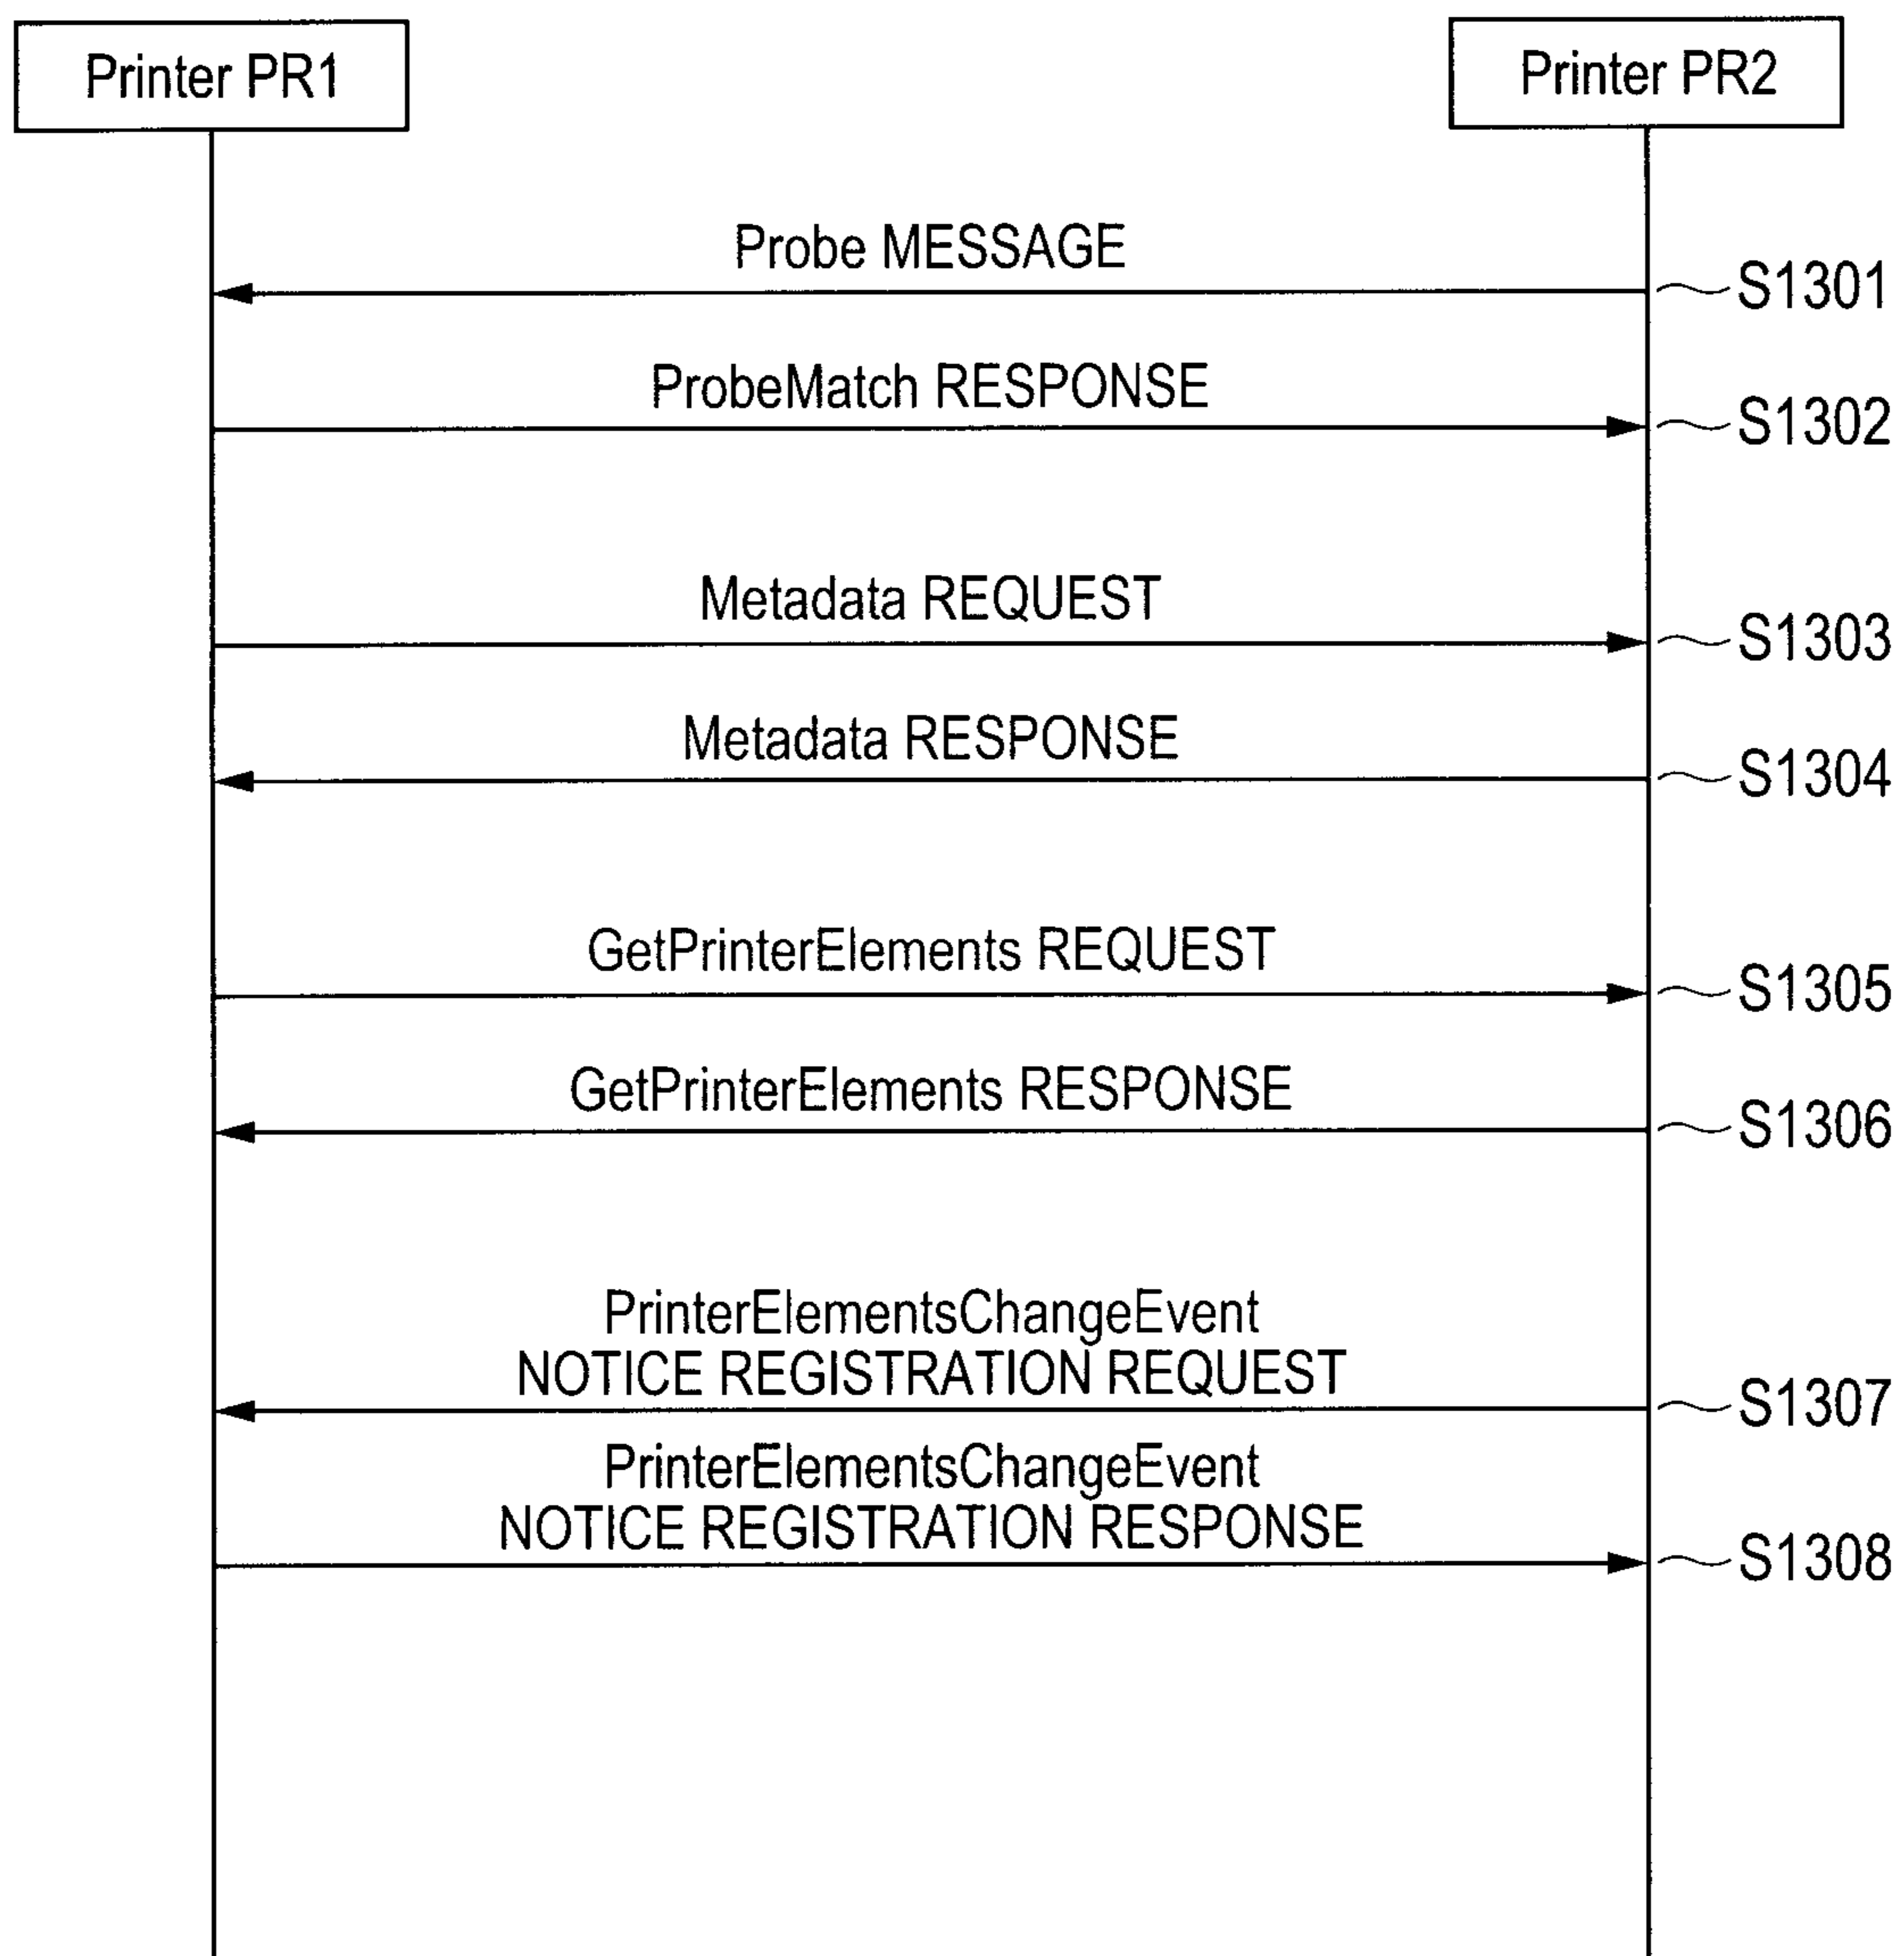 Printer PR1
Printer PR2
Probe MESSAGE
S1301
ProbeMatch RESPONSE
S1302
Metadata REQUEST
S1303
Metadata RESPONSE
S1304
GetPrinterElements REQUEST
S1305
GetPrinterElements RESPONSE
S1306
PrinterElementsChangeEvent
NOTICE REGISTRATION REQUEST
S1307
PrinterElementsChangeEvent
NOTICE REGISTRATION RESPONSE
S1308